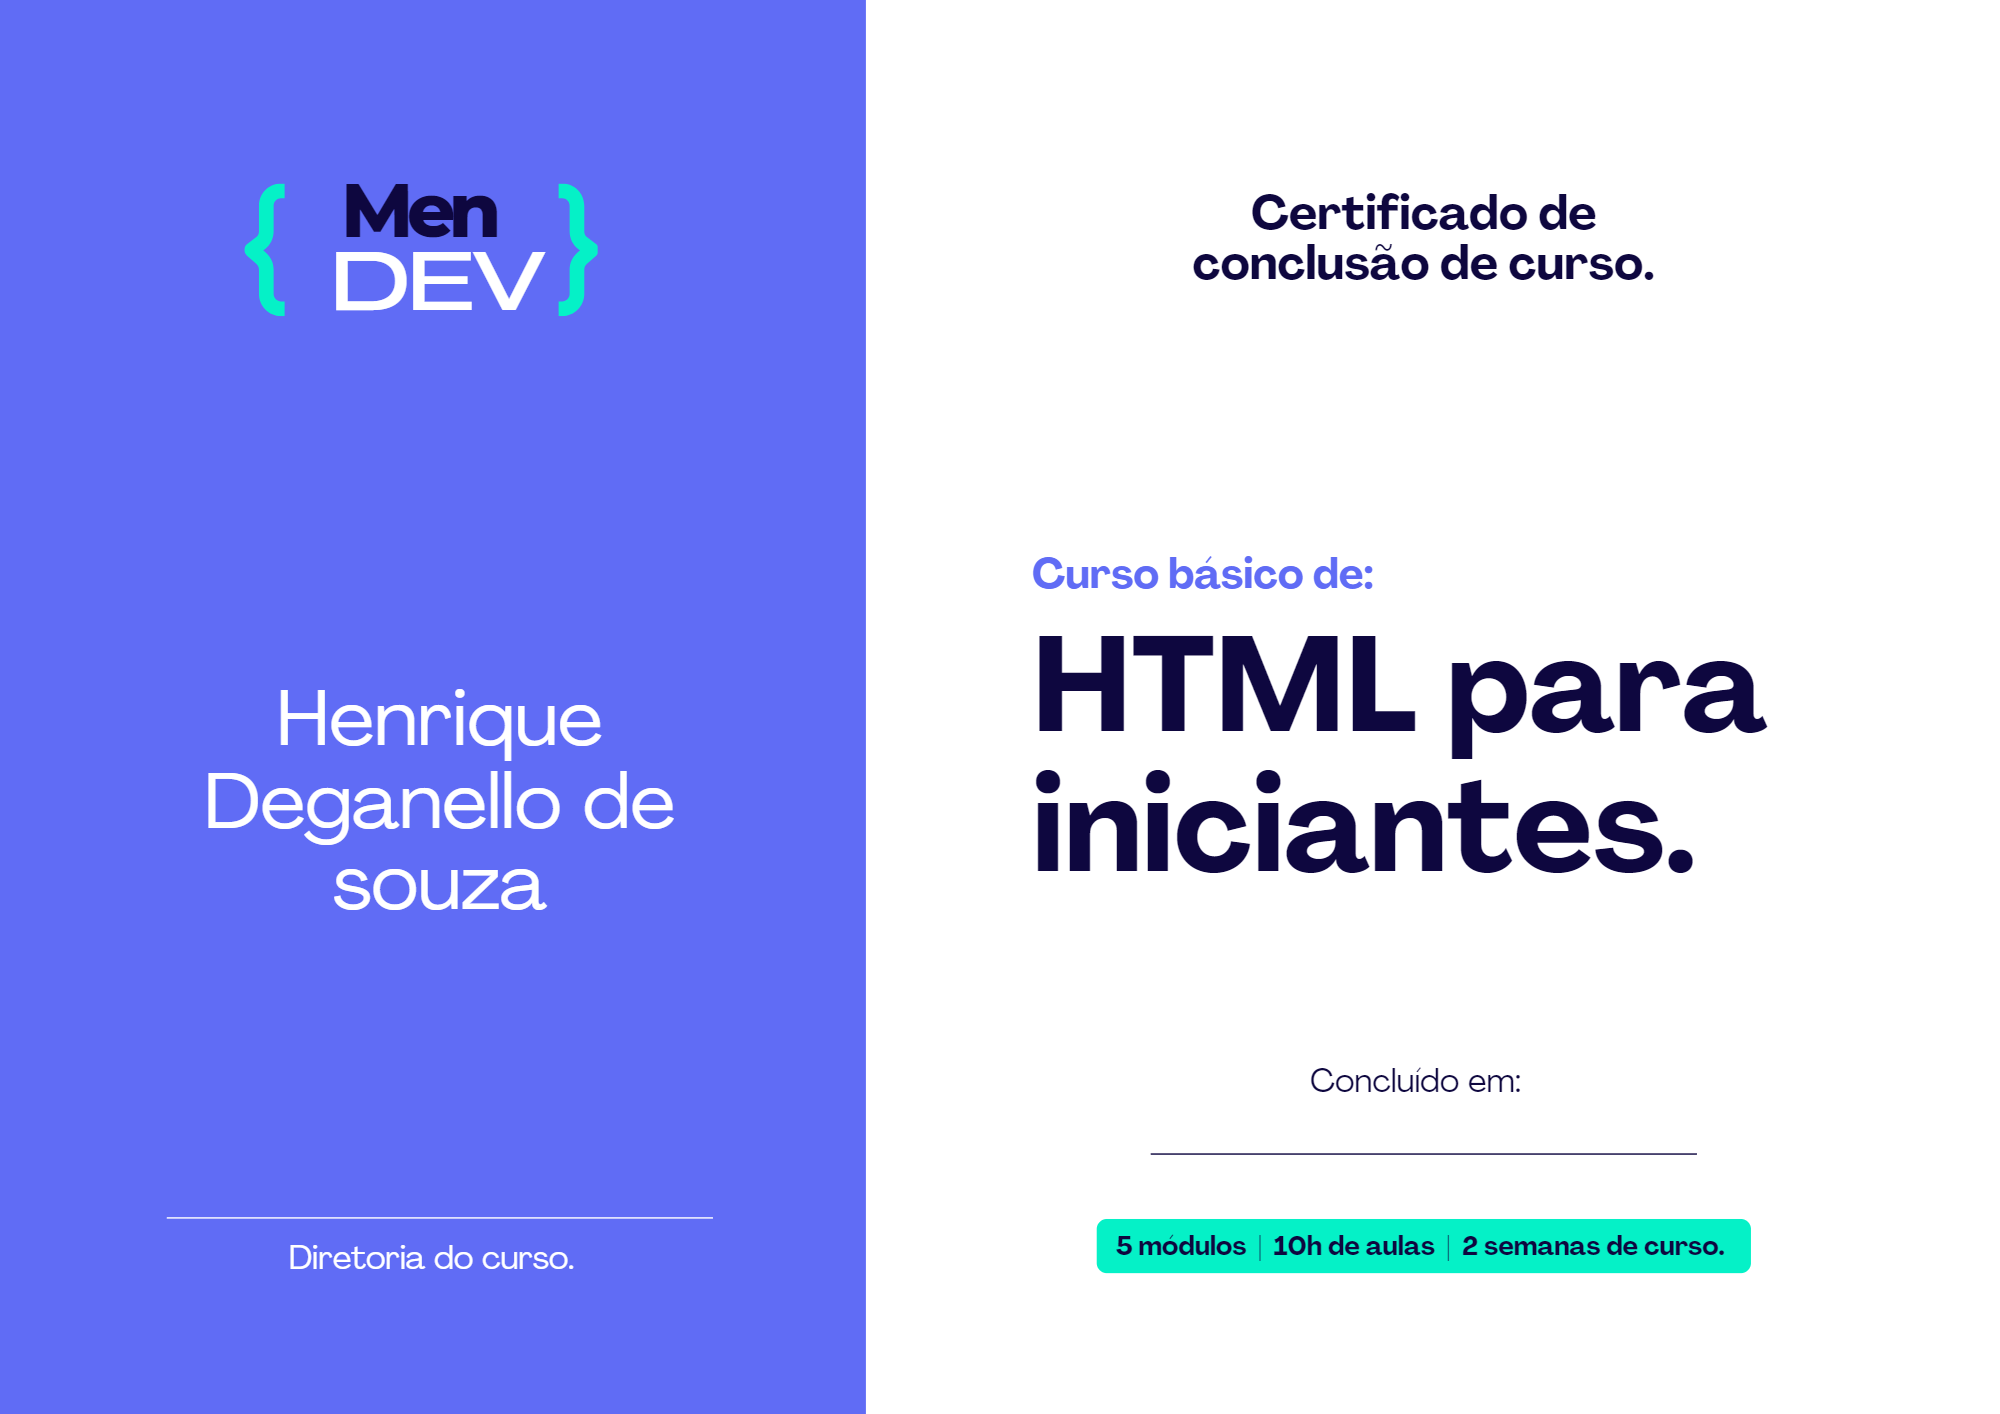 Men
DEV
Henrique
Deganello de
souza
Diretoria do curso.
Certificado de
conclusão de curso.
Curso básico de:
HTML para
iniciantes.
Concluído em:
5 módulos | 10h de aulas | 2 semanas de curso.